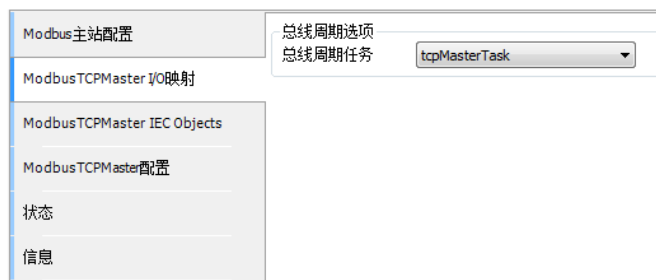 Modbus主站配置
ModbusTCPMaster I/O映射
ModbusTCPMaster IEC Objects
ModbusTCPMaster配置
状态
信息
总线周期选项
总线周期任务 tcpMasterTask